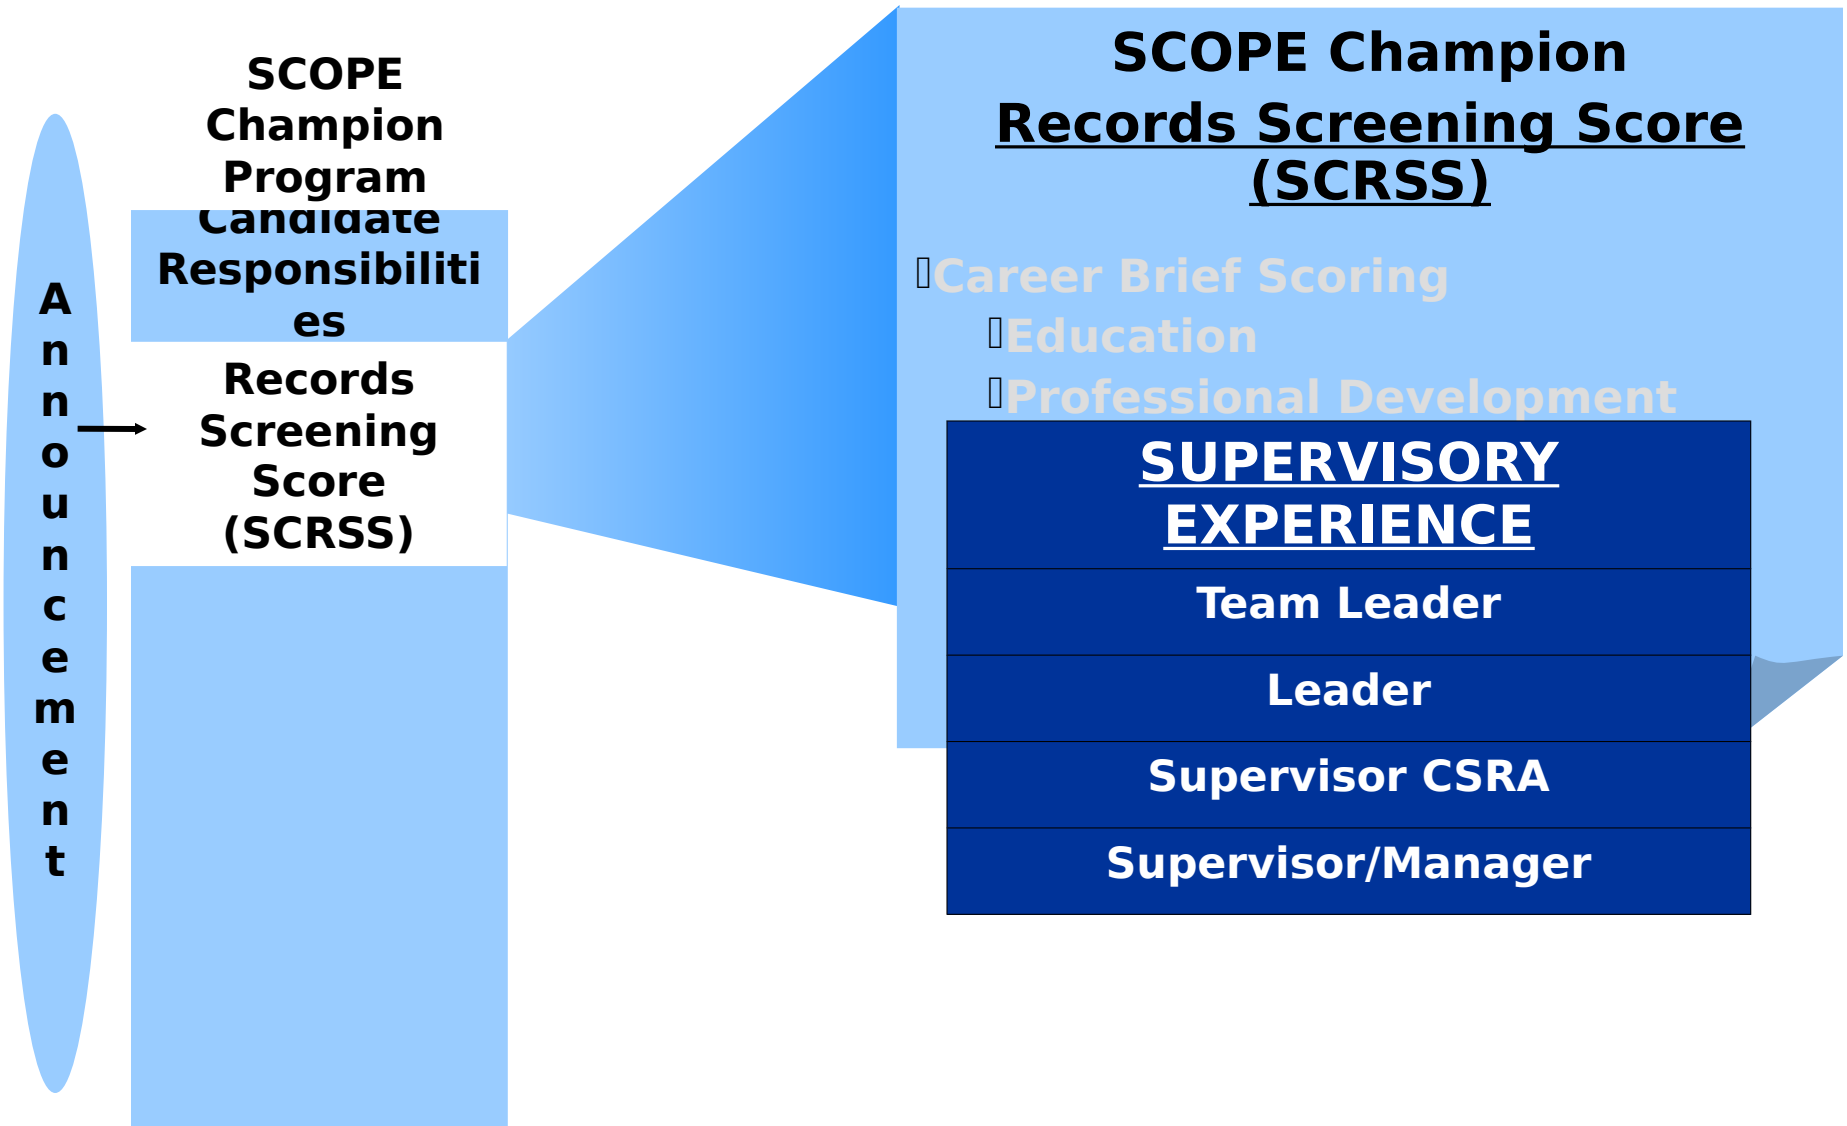 Announcement
SCOPE
Champion
Program
Candidate
Responsibiliti
es
Records
Screening
Score
(SCRSS)
SCOPE Champion
Records Screening Score
(SCRSS)
Career Brief Scoring
Education
Professional Development
SUPERVISORY
EXPERIENCE
Team Leader
Leader
Supervisor CSRA
Supervisor/Manager